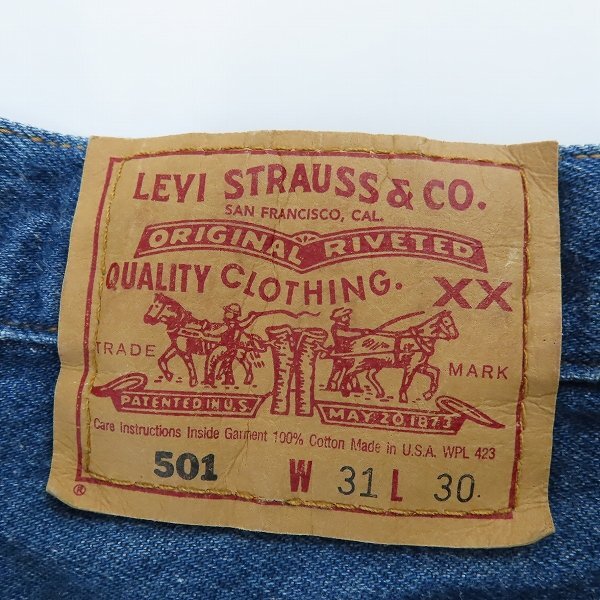 LEVI STRAUSS & CO.
SAN FRANCISCO, CAL.
ORIGINAL RIVETED
QUALITY CLOTHING. XX
TRADE MARK
PATENTED IN U.S. MAY 20 1873
Care Instructions Inside Garment 100% Cotton Made in U.S.A. WPL 423
501 W 31 L 30
®